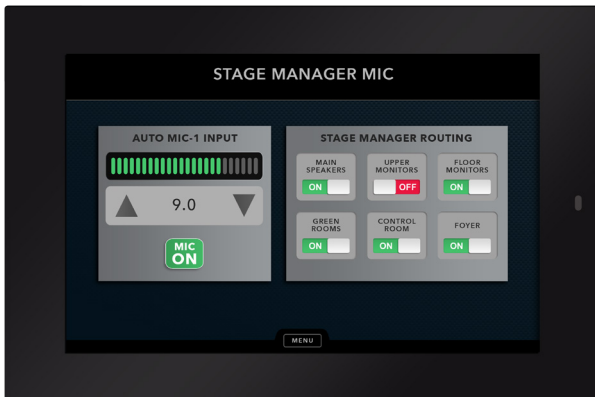 STAGE MANAGER MIC
AUTO MIC-1 INPUT
9.0
MIC
ON
STAGE MANAGER ROUTING
MAIN
SPEAKERS
ON
UPPER
MONITORS
OFF
FLOOR
MONITORS
ON
GREEN
ROOMS
ON
CONTROL
ROOM
ON
FOYER
ON
MENU